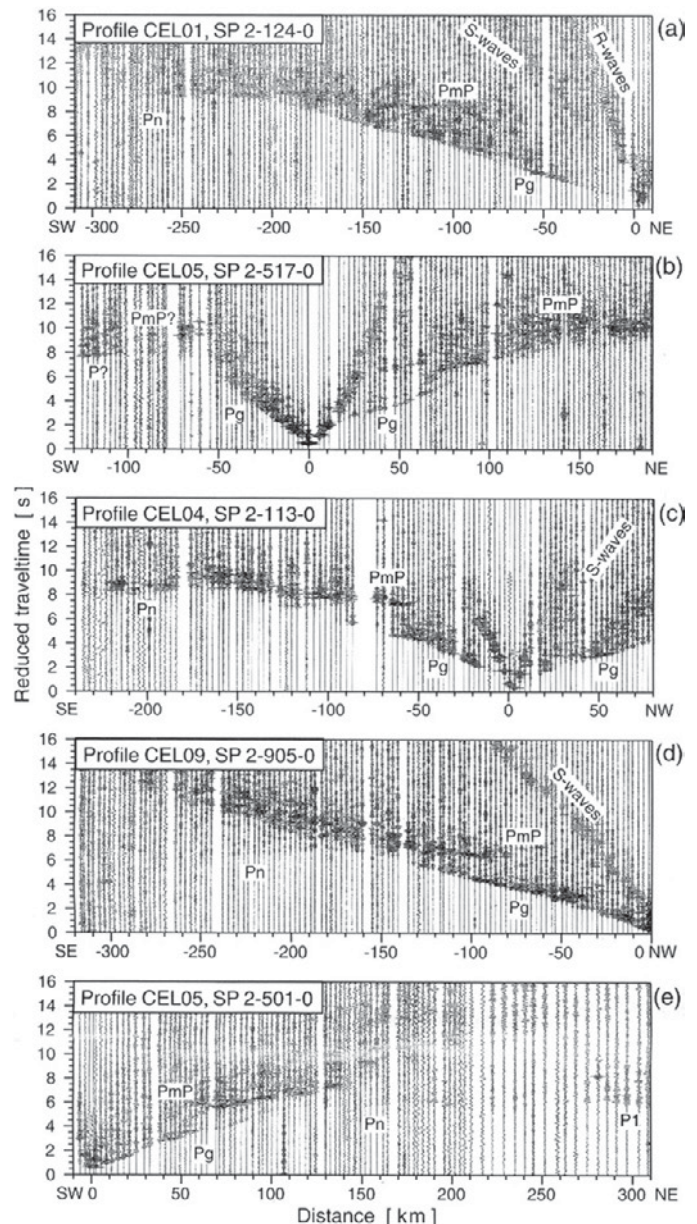 Reduced traveltime [ s ]
Profile CEL01, SP 2-124-0
(a)
S-waves
R-waves
Pn
PmP
Pg
16
14
12
10
8
6
4
2
0
SW -300 -250 -200 -150 -100 -50 0 NE
Profile CEL05, SP 2-517-0
(b)
PmP?
PmP
P?
Pg
Pg
16
14
12
10
8
6
4
2
0
SW -100 -50 0 50 100 150 NE
Profile CEL04, SP 2-113-0
(c)
S-waves
PmP
Pn
Pg
Pg
16
14
12
10
8
6
4
2
0
SE -200 -150 -100 -50 0 50 NW
Profile CEL09, SP 2-905-0
(d)
S-waves
PmP
Pn
Pg
16
14
12
10
8
6
4
2
0
SE -300 -250 -200 -150 -100 -50 0 NW
Profile CEL05, SP 2-501-0
(e)
PmP
Pn
P1
Pg
16
14
12
10
8
6
4
2
0
SW 0 50 100 150 200 250 300 NE
Distance [ km ]